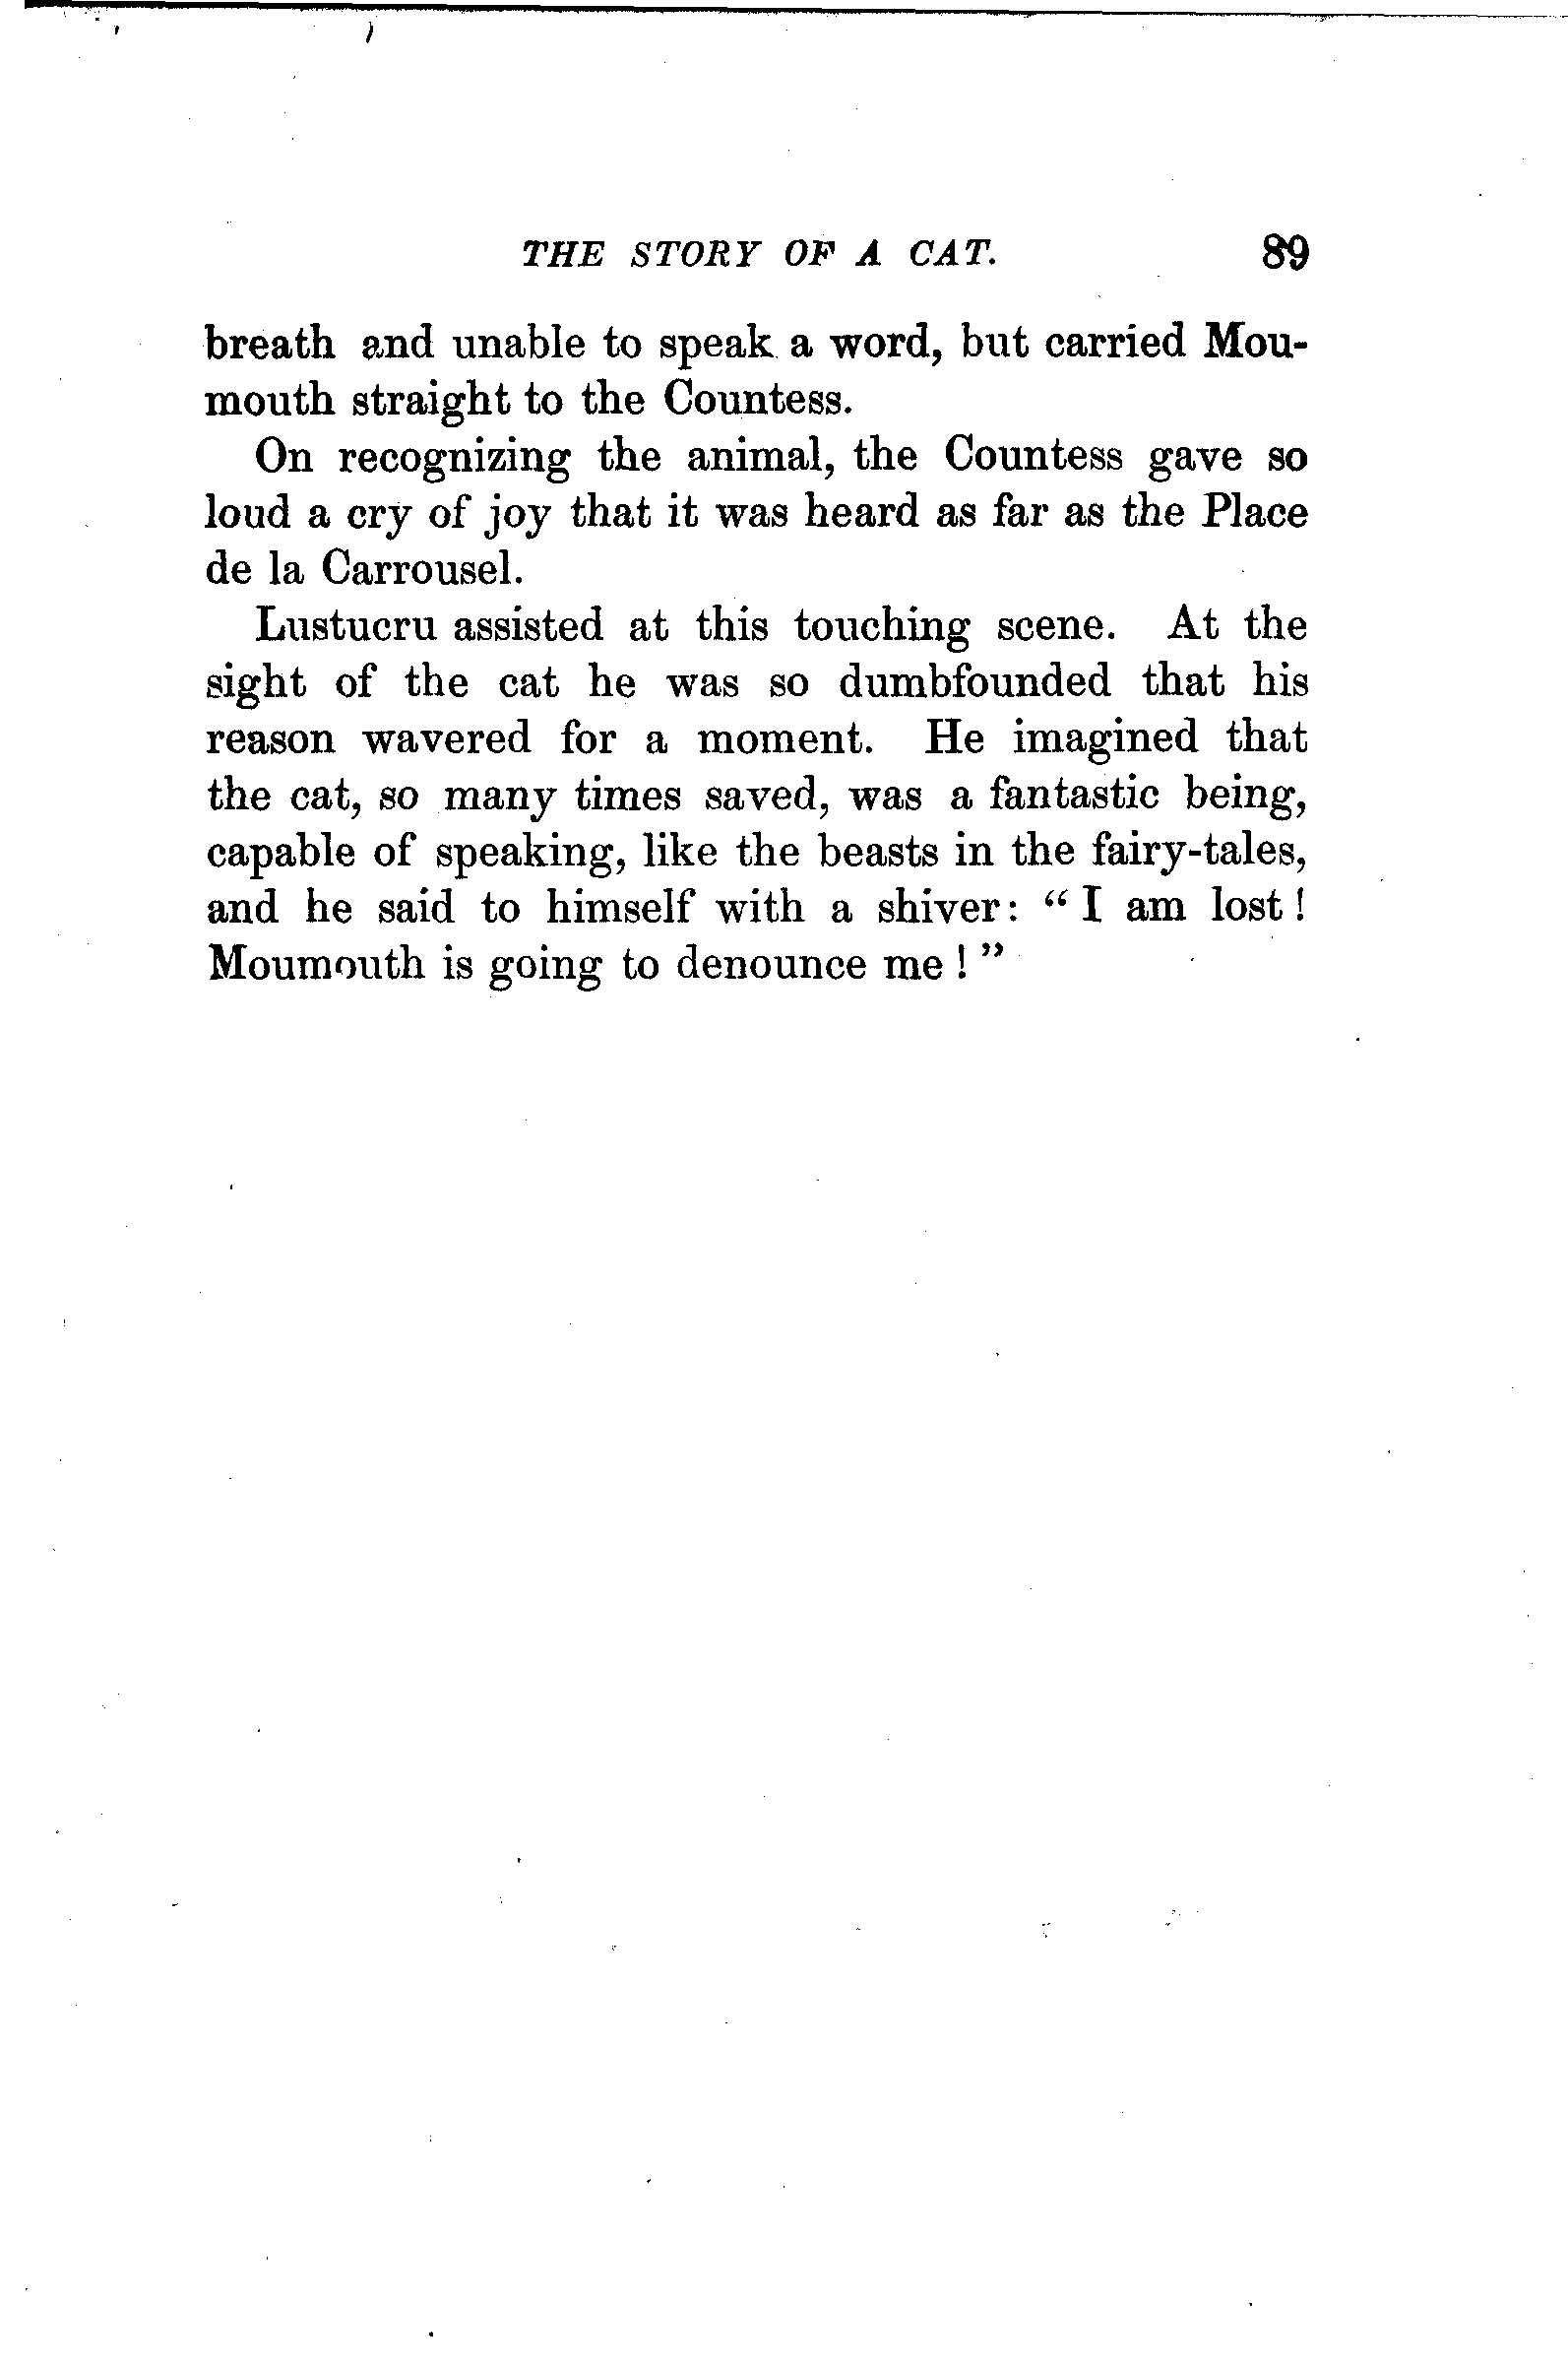 THE STORY OF A CAT. 89
breath and unable to speak a word, but carried Mou-
mouth straight to the Countess.
On recognizing the animal, the Countess gave so
loud a cry of joy that it was heard as far as the Place
de la Carrousel.
Lustucru assisted at this touching scene. At the
sight of the cat he was so dumbfounded that his
reason wavered for a moment. He imagined that
the cat, so many times saved, was a fantastic being,
capable of speaking, like the beasts in the fairy-tales,
and he said to himself with a shiver: “I am lost!
Moumouth is going to denounce me!”